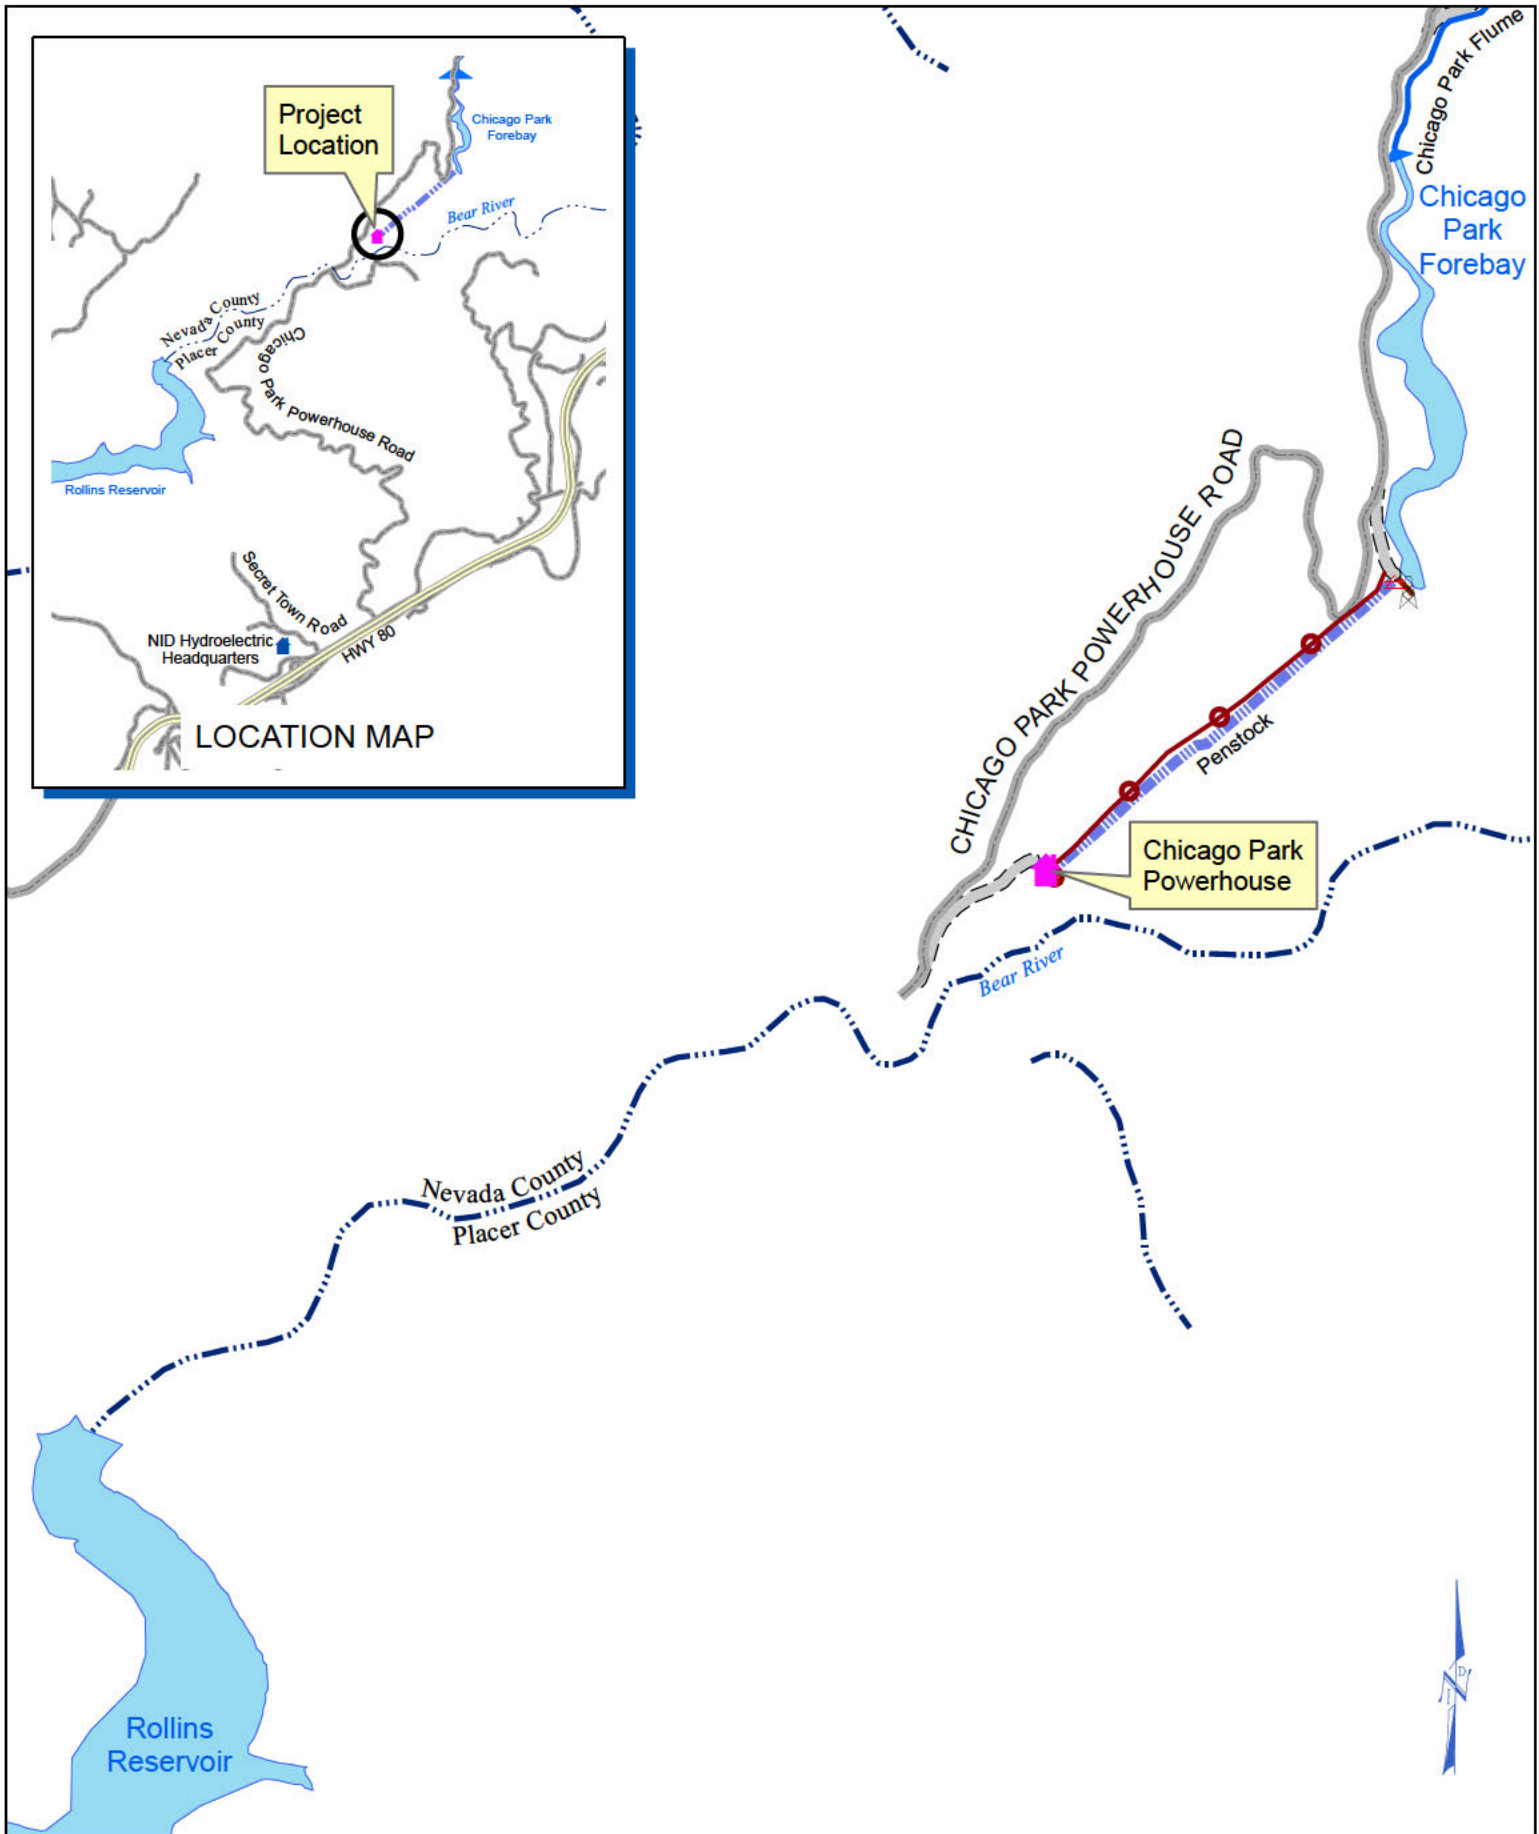 Project
Location
Chicago Park
Forebay
Bear River
Nevada County
Placer County
Chicago Park Powerhouse Road
Rollins Reservoir
Secret Town Road
NID Hydroelectric
Headquarters
HWY 80
LOCATION MAP
Chicago Park Flume
Chicago
Park
Forebay
CHICAGO PARK POWERHOUSE ROAD
Penstock
Chicago Park
Powerhouse
Bear River
Nevada County
Placer County
Rollins
Reservoir
N
I
D